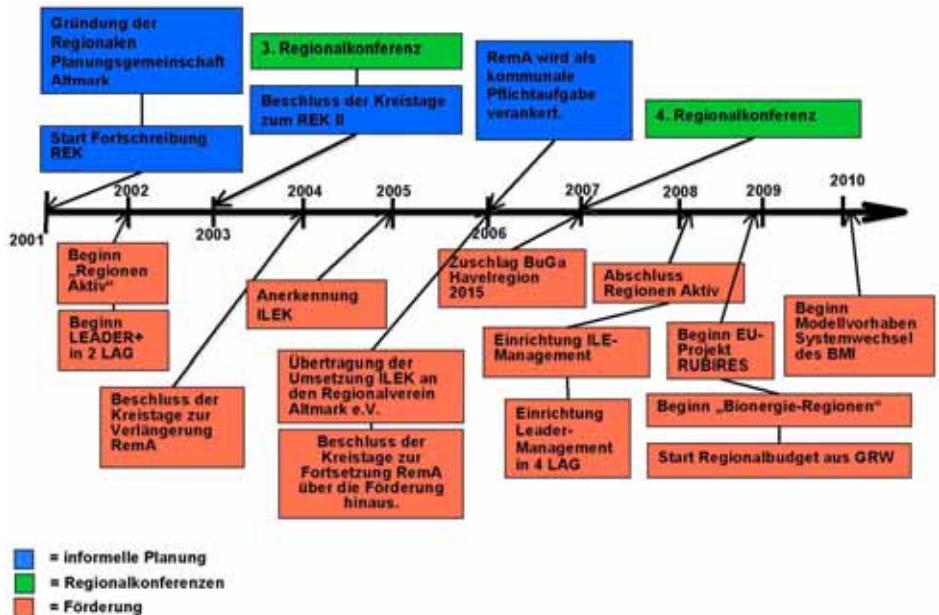 Gründung der
Regionalen
Planungsgemeinschaft
Altmark
Start Fortschreibung
REK
3. Regionalkonferenz
Beschluss der Kreistage
zum REK II
RemA wird als
kommunale
Pflichtaufgabe
verankert.
4. Regionalkonferenz
2001
2002
2003
2004
2005
2006
2007
2008
2009
2010
Beginn
„Regionen
Aktiv“
Beginn
LEADER+
in 2 LAG
Beschluss der
Kreistage zur
Verlängerung
RemA
Anerkennung
ILEK
Übertragung der
Umsetzung ILEK an
den Regionalverein
Altmark e.V.
Beschluss der
Kreistage zur
Fortsetzung RemA
über die Förderung
hinaus.
Zuschlag BuGa
Havelregion
2015
Abschluss
Regionen Aktiv
Einrichtung ILE-
Management
Einrichtung
Leader-
Management
in 4 LAG
Beginn EU-
Projekt
RUBIRES
Beginn „Bionergie-Regionen“
Start Regionalbudget aus GRW
Beginn
Modellvorhaben
Systemwechsel
des BMI
= informelle Planung
= Regionalkonferenzen
= Förderung